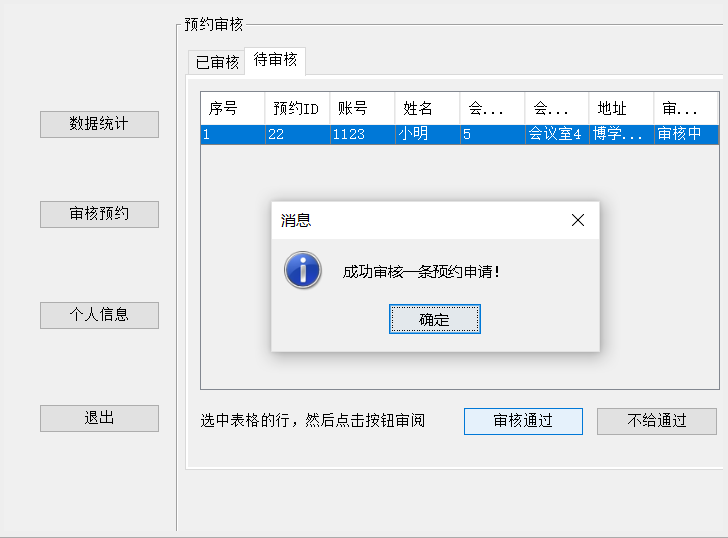 预约审核
已审核 待审核
序号 预约ID 账号 姓名 会... 会... 地址 审...
1 22 1123 小明 5 会议室4 博学... 审核中
数据统计
审核预约
个人信息
退出
消息
成功审核一条预约申请!
确定
选中表格的行，然后点击按钮审阅
审核通过 不给通过